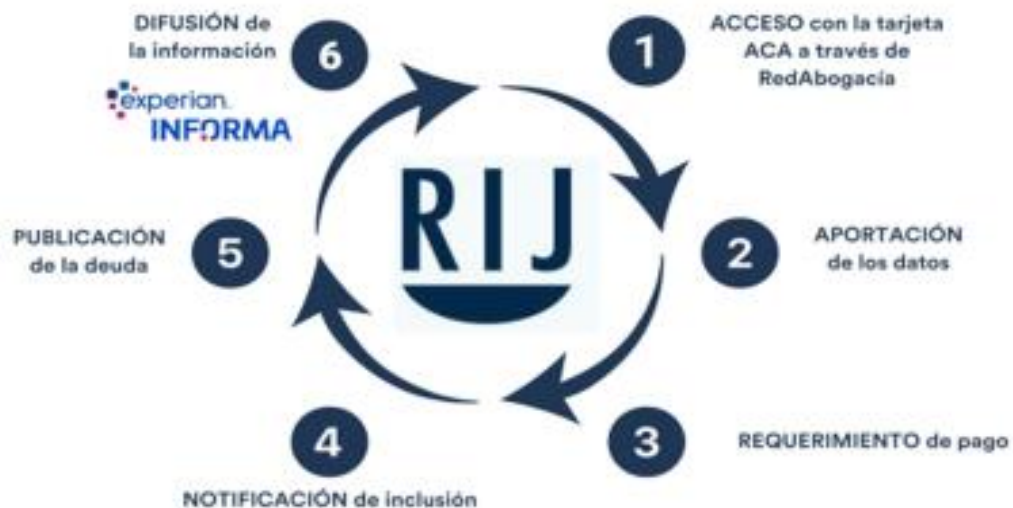 1
ACCESO con la tarjeta
ACA a través de
RedAbogacía
2
APORTACIÓN
de los datos
3
REQUERIMIENTO de pago
4
NOTIFICACIÓN de inclusión
5
PUBLICACIÓN
de la deuda
6
DIFUSIÓN de
la información
experian.
INFORMA
RIJ